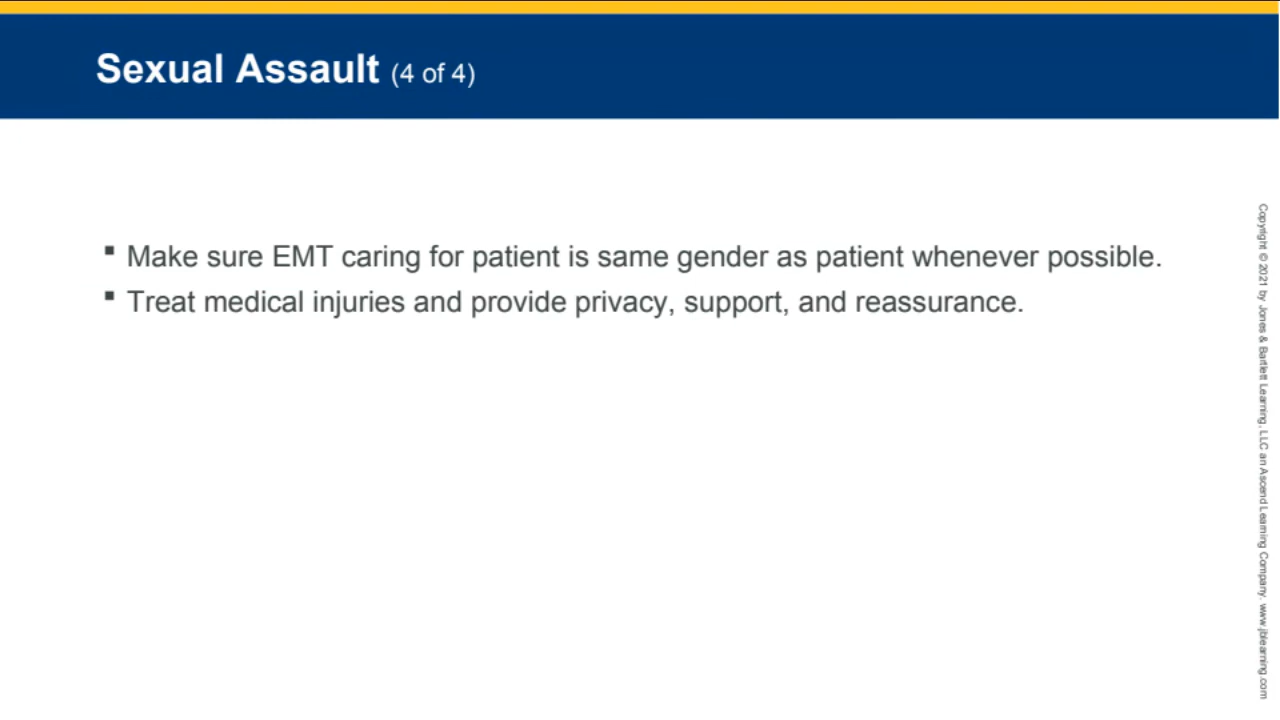 Sexual Assault (4 of 4)
▪ Make sure EMT caring for patient is same gender as patient whenever possible.
▪ Treat medical injuries and provide privacy, support, and reassurance.
Copyright © 2021 by Jones & Bartlett Learning, LLC an Ascend Learning Company. www.jblearning.com